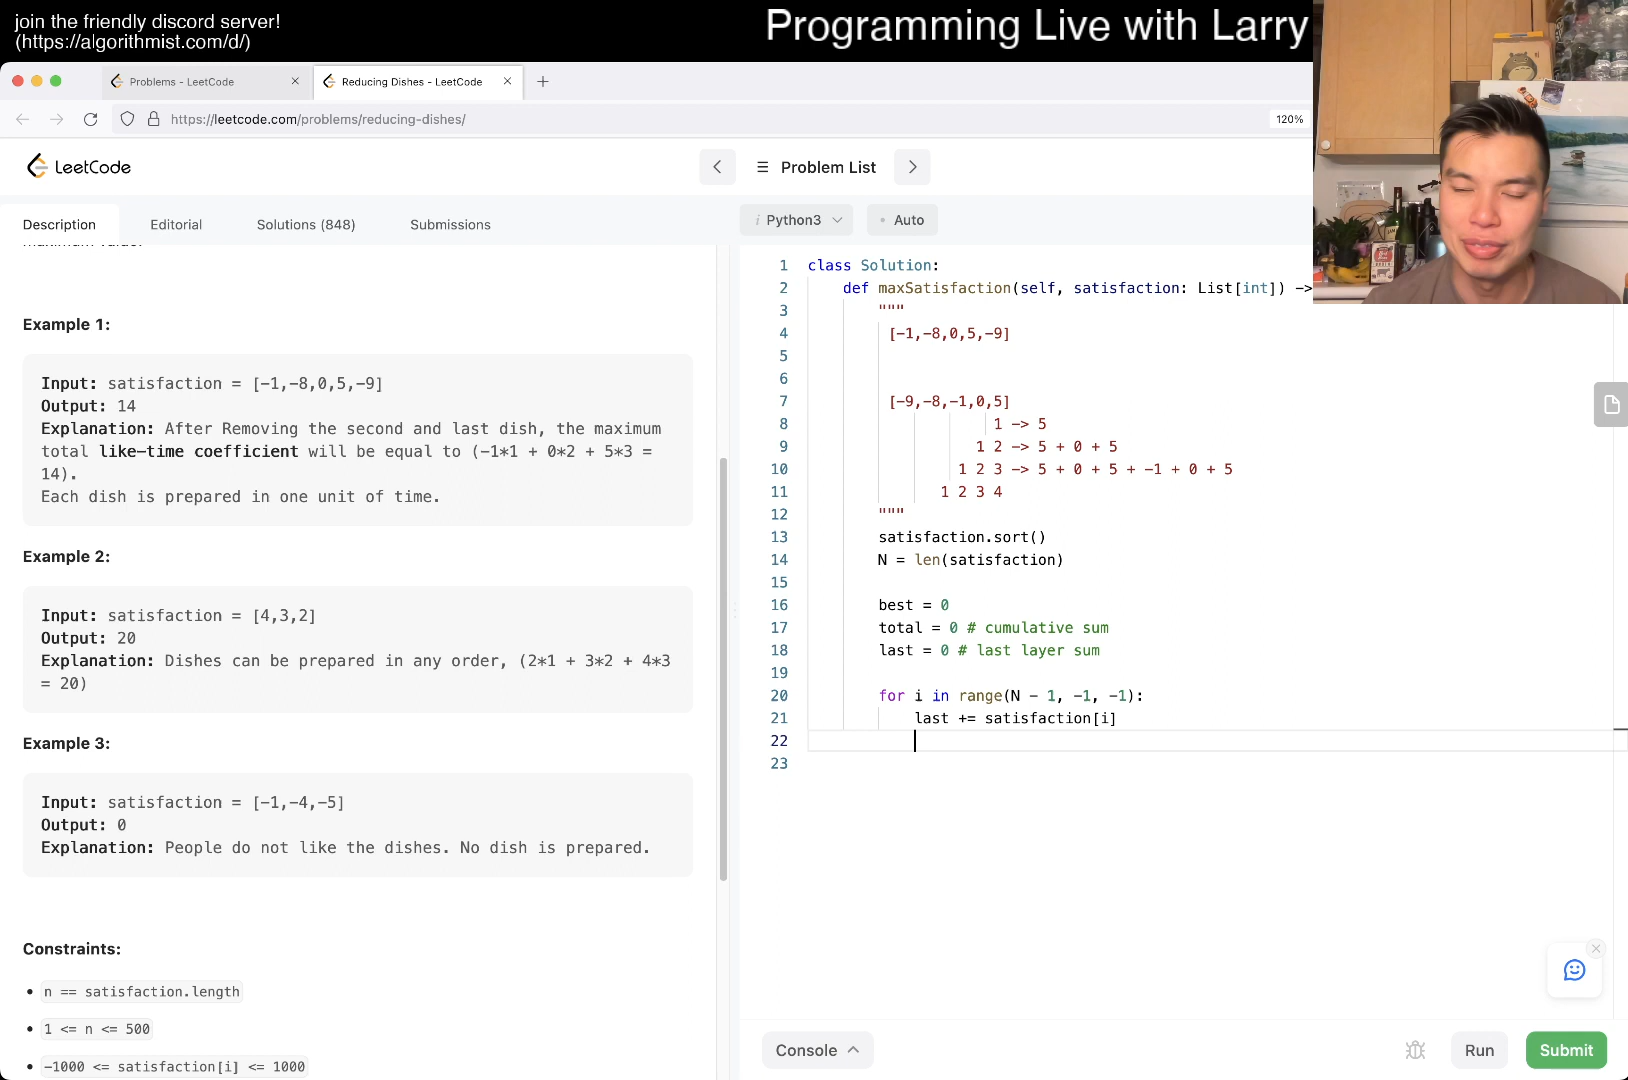 join the friendly discord server!
(https://algorithmist.com/d/)
Programming Live with Larry
Problems - LeetCode
Reducing Dishes - LeetCode
https://leetcode.com/problems/reducing-dishes/
120%
LeetCode
Problem List
Description
Editorial
Solutions (848)
Submissions
Example 1:
Input: satisfaction = [-1,-8,0,5,-9]
Output: 14
Explanation: After Removing the second and last dish, the maximum
total like-time coefficient will be equal to (-1*1 + 0*2 + 5*3 =
14).
Each dish is prepared in one unit of time.
Example 2:
Input: satisfaction = [4,3,2]
Output: 20
Explanation: Dishes can be prepared in any order, (2*1 + 3*2 + 4*3
= 20)
Example 3:
Input: satisfaction = [-1,-4,-5]
Output: 0
Explanation: People do not like the dishes. No dish is prepared.
Constraints:
• n == satisfaction.length
• 1 <= n <= 500
• -1000 <= satisfaction[i] <= 1000
i Python3
• Auto
1 class Solution:
2 def maxSatisfaction(self, satisfaction: List[int]) ->
3 """
4 [-1,-8,0,5,-9]
5
6
7 [-9,-8,-1,0,5]
8 1 -> 5
9 1 2 -> 5 + 0 + 5
10 1 2 3 -> 5 + 0 + 5 + -1 + 0 + 5
11 1 2 3 4
12 """
13 satisfaction.sort()
14 N = len(satisfaction)
15
16 best = 0
17 total = 0 # cumulative sum
18 last = 0 # last layer sum
19
20 for i in range(N - 1, -1, -1):
21 last += satisfaction[i]
22
23
Console
Run
Submit